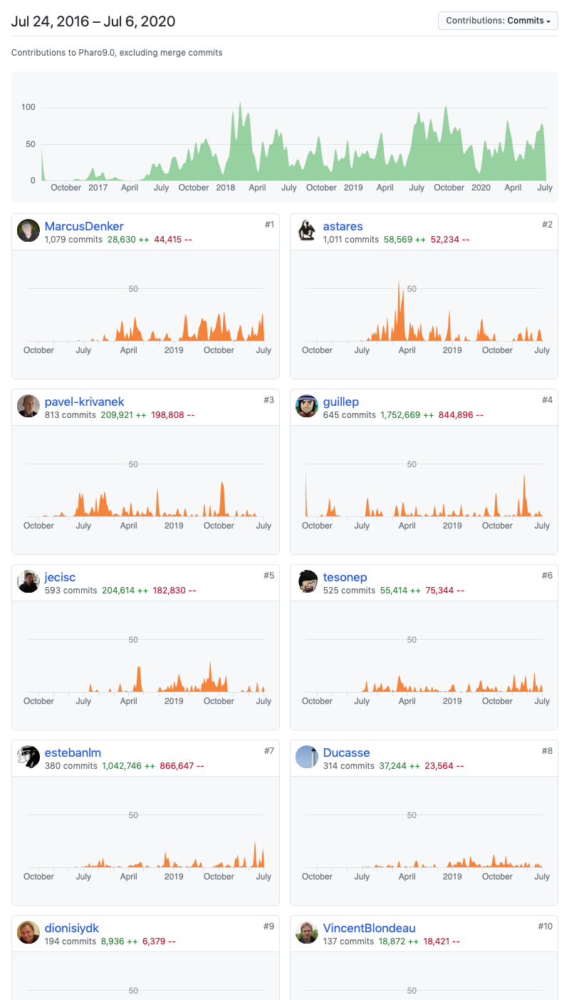 Jul 24, 2016 – Jul 6, 2020
Contributions: Commits
Contributions to Pharo9.0, excluding merge commits
100
50
0
October 2017 April July October 2018 April July October 2019 April July October 2020 April July
MarcusDenker #1
1,079 commits 28,630 ++ 44,415 --
50
October July April 2019 October July
astares #2
1,011 commits 58,569 ++ 52,234 --
50
October July April 2019 October July
pavel-krivanek #3
813 commits 209,921 ++ 198,808 --
50
October July April 2019 October July
guillep #4
645 commits 1,752,669 ++ 844,896 --
50
October July April 2019 October July
jecisc #5
593 commits 204,614 ++ 182,830 --
50
October July April 2019 October July
tesonep #6
525 commits 55,414 ++ 75,344 --
50
October July April 2019 October July
estebanlm #7
380 commits 1,042,746 ++ 866,647 --
50
October July April 2019 October July
Ducasse #8
314 commits 37,244 ++ 23,564 --
50
October July April 2019 October July
dionisiydk #9
194 commits 8,936 ++ 6,379 --
50
VincentBlondeau #10
137 commits 18,872 ++ 18,421 --
50